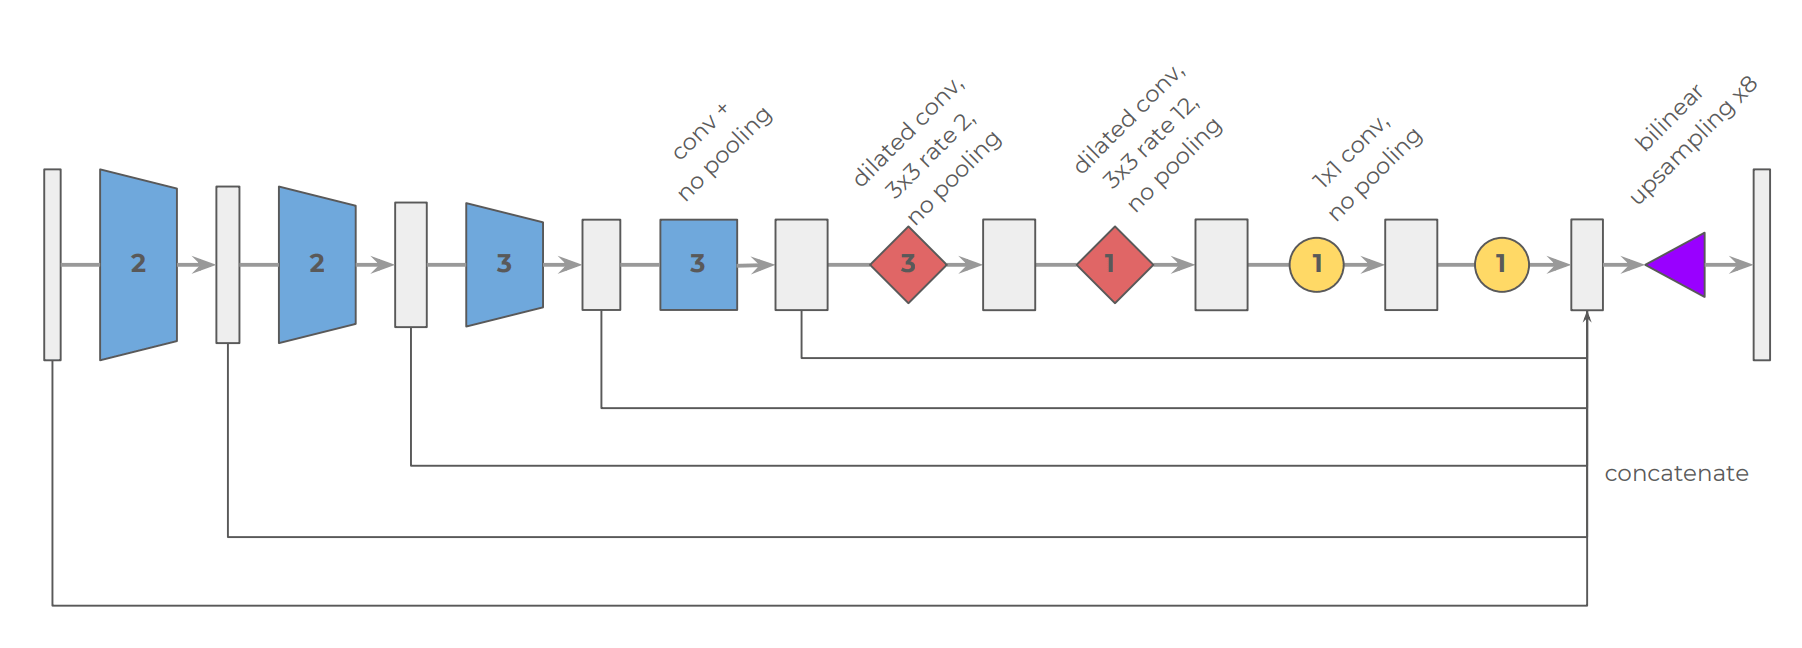 conv +
no pooling
dilated conv,
3x3 rate 2,
no pooling
dilated conv,
3x3 rate 12,
no pooling
1x1 conv,
no pooling
bilinear
upsampling x8
2
2
3
3
3
1
1
1
concatenate